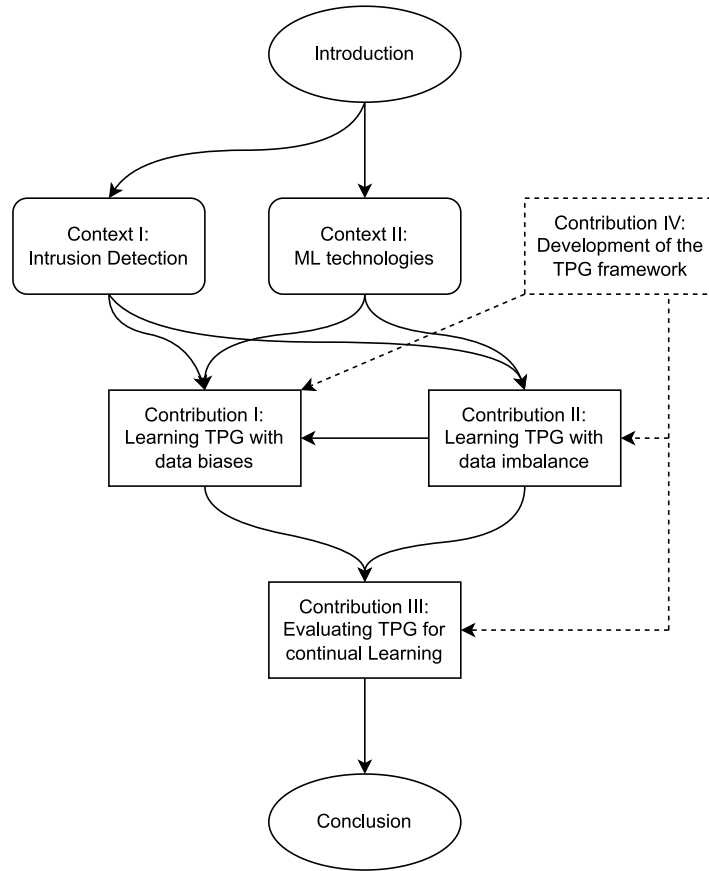 Introduction
Context I:
Intrusion Detection
Context II:
ML technologies
Contribution IV:
Development of the
TPG framework
Contribution I:
Learning TPG with
data biases
Contribution II:
Learning TPG with
data imbalance
Contribution III:
Evaluating TPG for
continual Learning
Conclusion